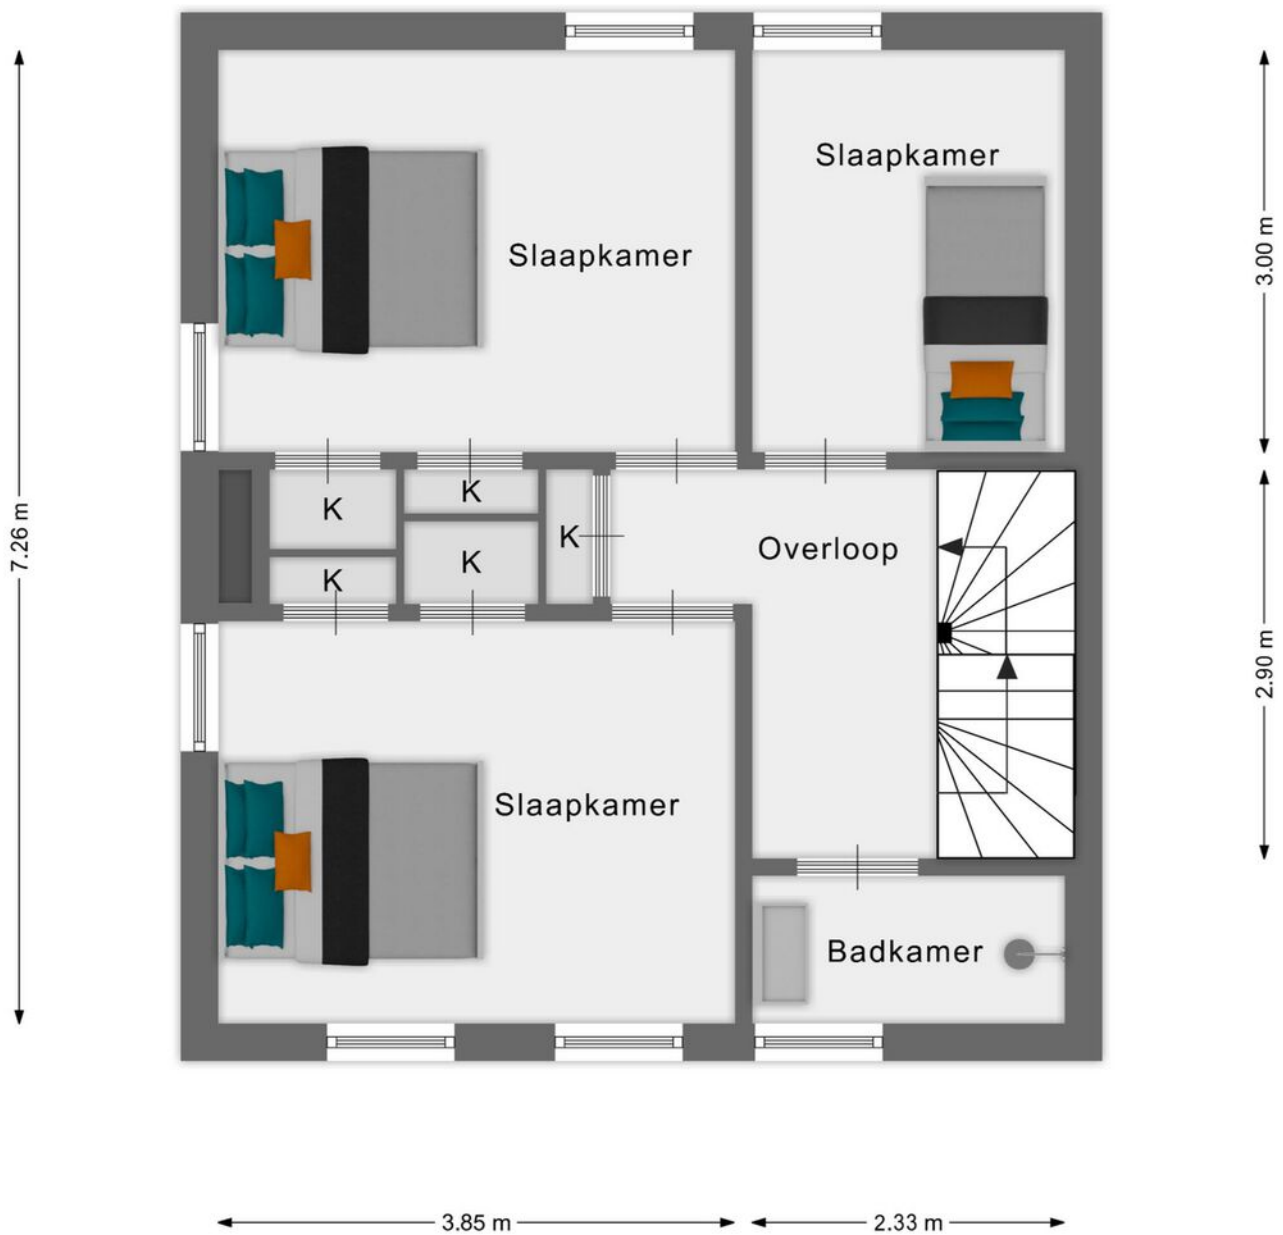 Slaapkamer
Slaapkamer
3.00 m
K
K
K
K
K
Overloop
7.26 m
2.90 m
Slaapkamer
Badkamer
3.85 m
2.33 m